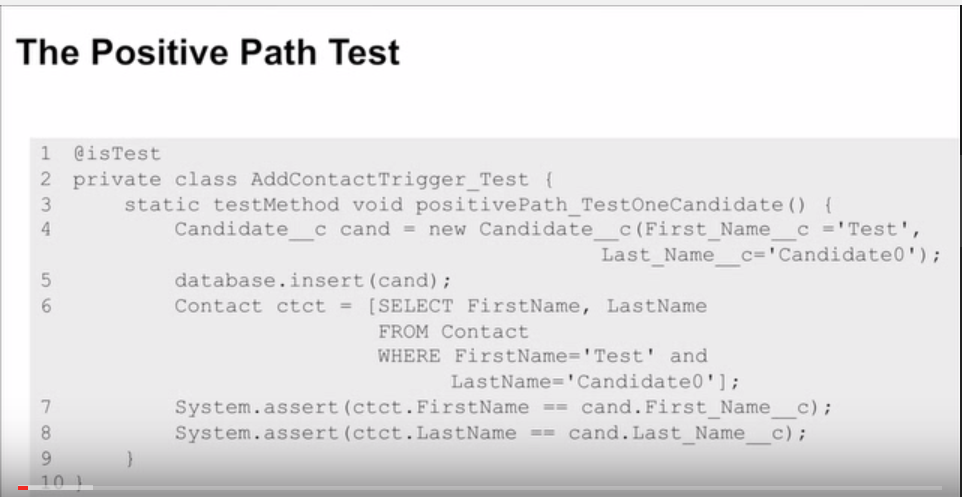 The Positive Path Test
1 @isTest
2 private class AddContactTrigger_Test {
3 static testMethod void positivePath_TestOneCandidate() {
4 Candidate__c cand = new Candidate__c(First_Name__c ='Test',
Last_Name__c='Candidate0');
5 database.insert(cand);
6 Contact ctct = [SELECT FirstName, LastName
FROM Contact
WHERE FirstName='Test' and
LastName='Candidate0'];
7 System.assert(ctct.FirstName == cand.First_Name__c);
8 System.assert(ctct.LastName == cand.Last_Name__c);
9 }
10 }